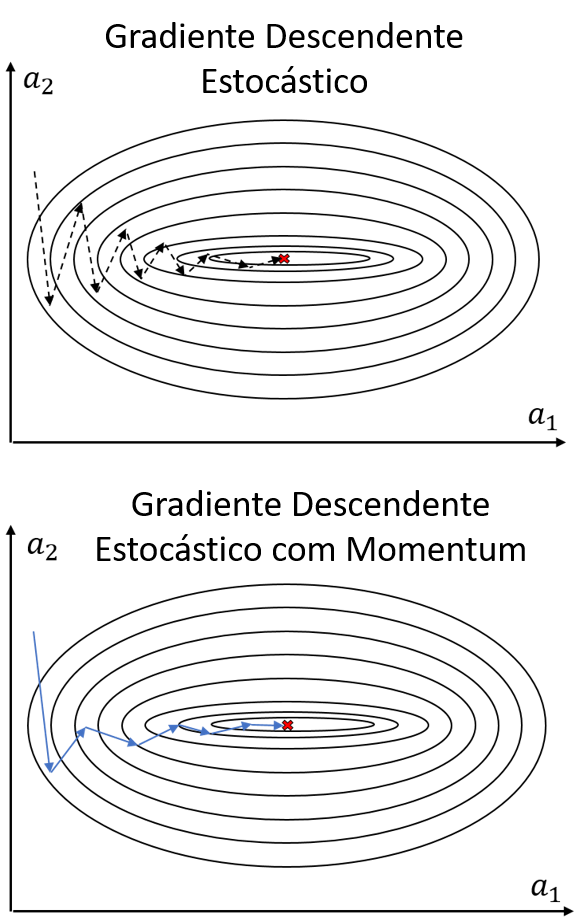 Gradiente Descendente
Estocástico
a₂
a₁
Gradiente Descendente
Estocástico com Momentum
a₂
a₁